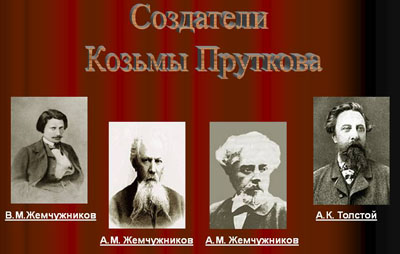 Создатели
Козьмы Пруткова
В.М.Жемчужников
А.М. Жемчужников
А.М. Жемчужников
А.К. Толстой